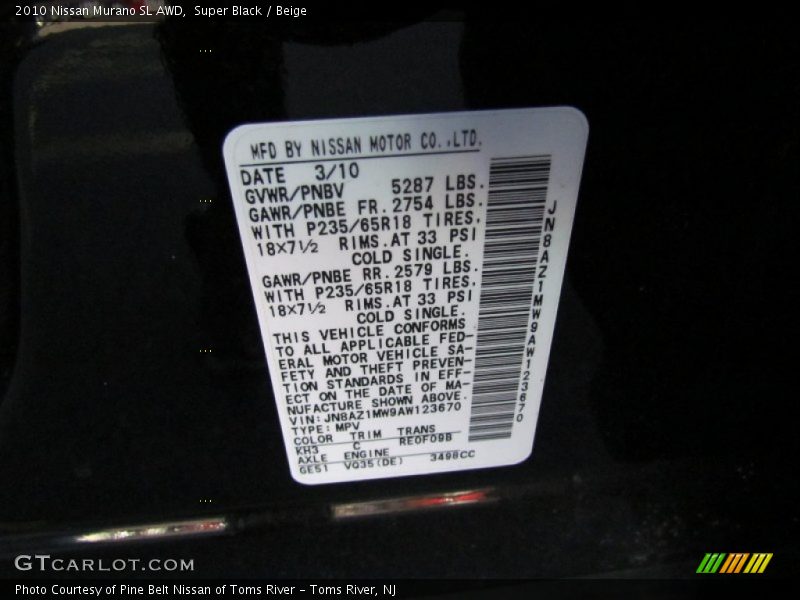 2010 Nissan Murano SL AWD,  Super Black / Beige
MFD BY NISSAN MOTOR CO.,LTD.
DATE 3/10
GVWR/PNBV 5287 LBS.
GAWR/PNBE FR. 2754 LBS.
WITH P235/65R18 TIRES,
18X7½ RIMS.AT 33 PSI
COLD SINGLE.
GAWR/PNBE RR. 2579 LBS.
WITH P235/65R18 TIRES,
18X7½ RIMS.AT 33 PSI
COLD SINGLE.
THIS VEHICLE CONFORMS
TO ALL APPLICABLE FED-
ERAL MOTOR VEHICLE SA-
FETY AND THEFT PREVEN-
TION STANDARDS IN EFF-
ECT ON THE DATE OF MA-
NUFACTURE SHOWN ABOVE.
VIN:JN8AZ1MW9AW123670
TYPE:MPV
COLOR TRIM TRANS
KH3 C RE0F09B
AXLE ENGINE
GE51 VQ35(DE) 3498CC
JN8AZ1MW9AW123670
GTCARLOT.COM
Photo Courtesy of Pine Belt Nissan of Toms River – Toms River, NJ